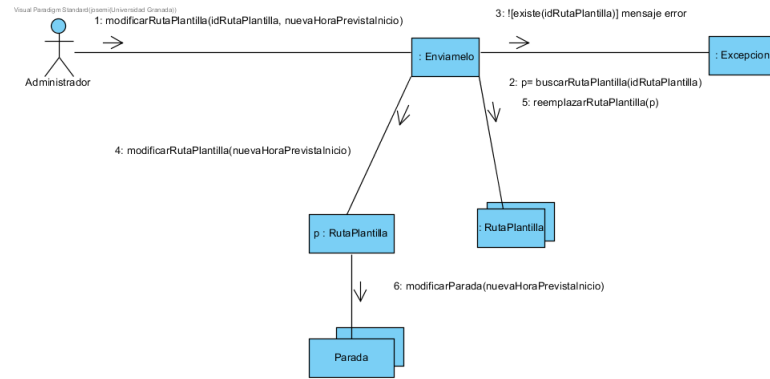 Visual Paradigm Standard(josemi(Universidad Granada))
1: modificarRutaPlantilla(idRutaPlantilla, nuevaHoraPrevistaInicio)
3: ![existe(idRutaPlantilla)] mensaje error
: Enviamelo
: Excepcion
Administrador
2: p= buscarRutaPlantilla(idRutaPlantilla)
5: reemplazarRutaPlantilla(p)
4: modificarRutaPlantilla(nuevaHoraPrevistaInicio)
p : RutaPlantilla
: RutaPlantilla
6: modificarParada(nuevaHoraPrevistaInicio)
Parada